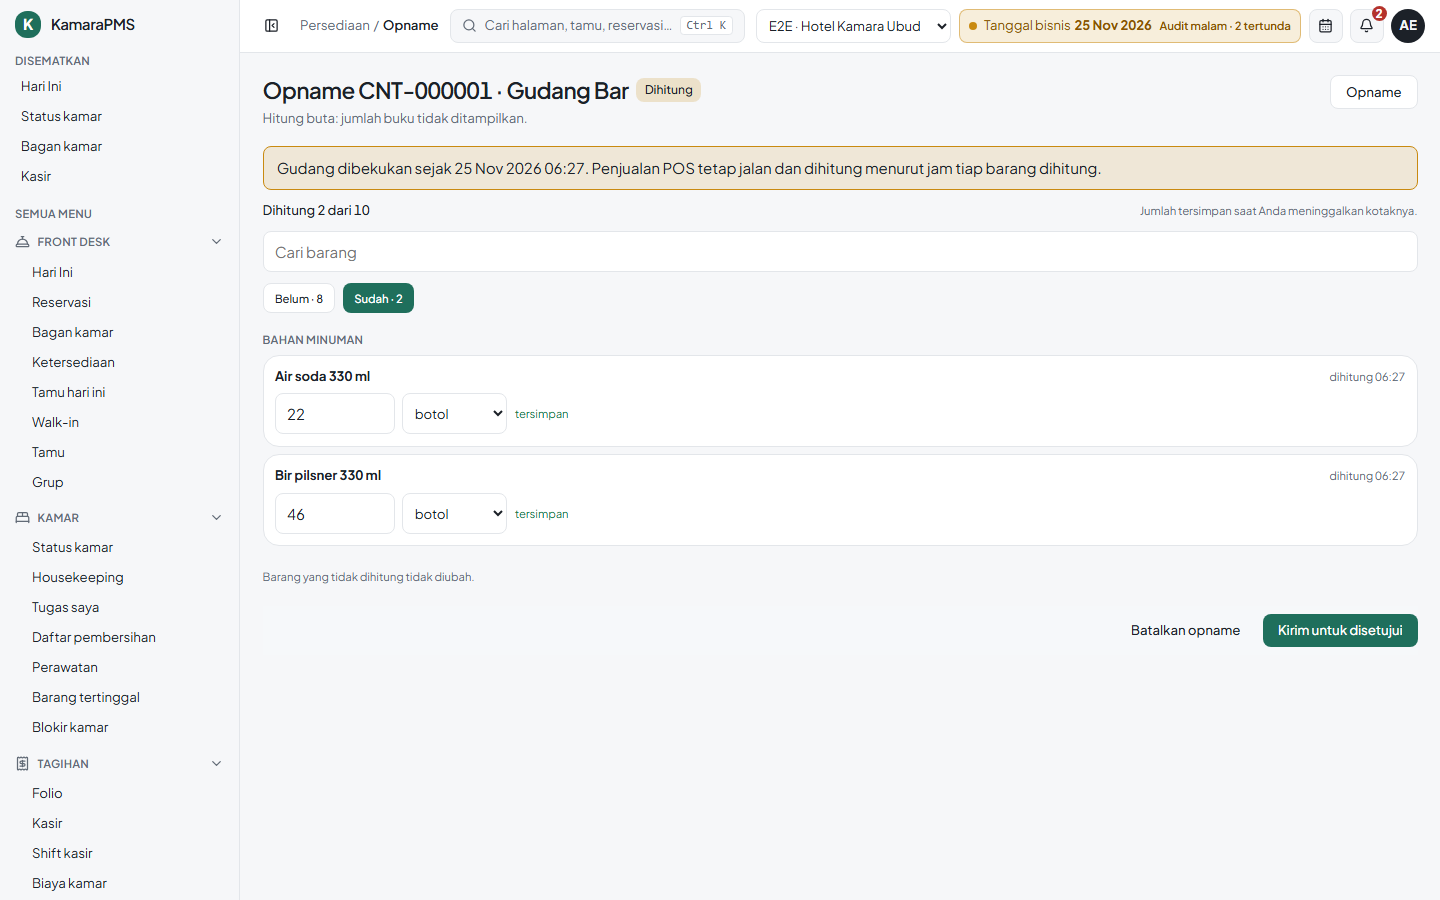 K KamaraPMS
DISEMATKAN
Hari Ini
Status kamar
Bagan kamar
Kasir
SEMUA MENU
FRONT DESK
Hari Ini
Reservasi
Bagan kamar
Ketersediaan
Tamu hari ini
Walk-in
Tamu
Grup
KAMAR
Status kamar
Housekeeping
Tugas saya
Daftar pembersihan
Perawatan
Barang tertinggal
Blokir kamar
TAGIHAN
Folio
Kasir
Shift kasir
Biaya kamar
Persediaan / Opname
Cari halaman, tamu, reservasi... Ctrl K
E2E · Hotel Kamara Ubud
Tanggal bisnis 25 Nov 2026 Audit malam · 2 tertunda
2
AE
Opname CNT-000001 · Gudang Bar Dihitung
Opname
Hitung buta: jumlah buku tidak ditampilkan.
Gudang dibekukan sejak 25 Nov 2026 06:27. Penjualan POS tetap jalan dan dihitung menurut jam tiap barang dihitung.
Dihitung 2 dari 10
Jumlah tersimpan saat Anda meninggalkan kotaknya.
Cari barang
Belum · 8
Sudah · 2
BAHAN MINUMAN
Air soda 330 ml
dihitung 06:27
22 botol tersimpan
Bir pilsner 330 ml
dihitung 06:27
46 botol tersimpan
Barang yang tidak dihitung tidak diubah.
Batalkan opname
Kirim untuk disetujui